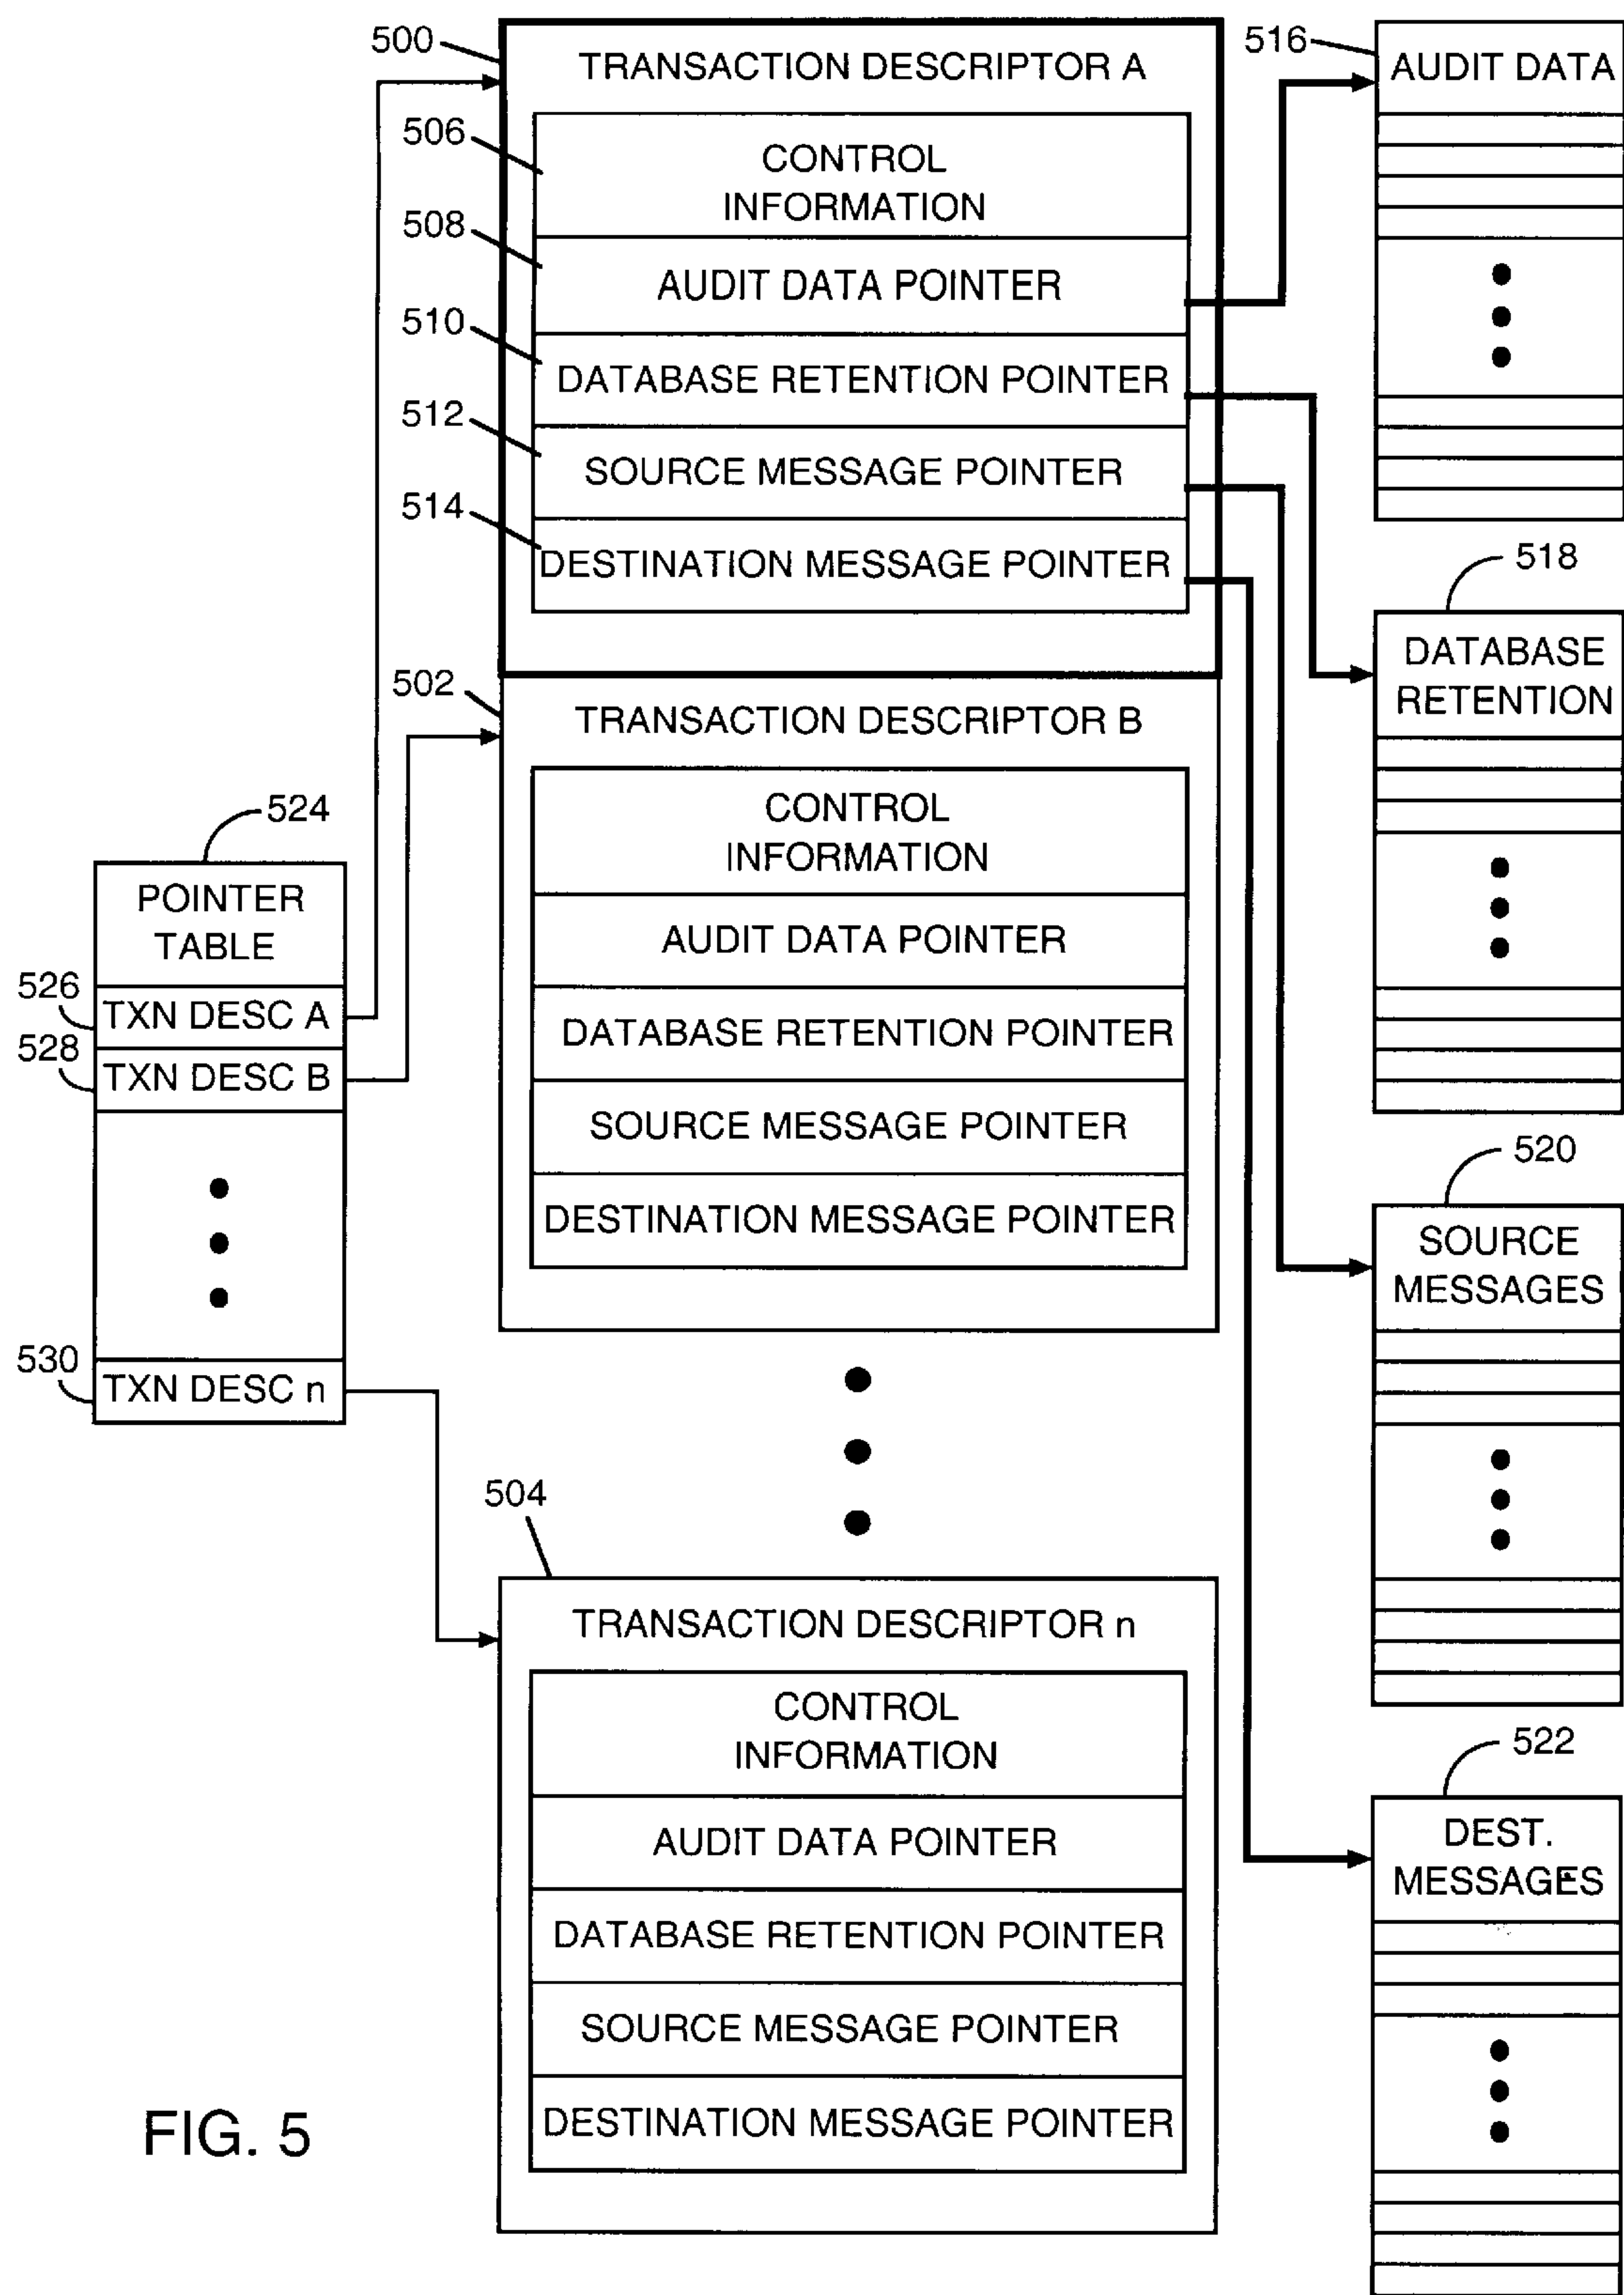 500
TRANSACTION DESCRIPTOR A
506
CONTROL
INFORMATION
508
AUDIT DATA POINTER
510
DATABASE RETENTION POINTER
512
SOURCE MESSAGE POINTER
514
DESTINATION MESSAGE POINTER
502
TRANSACTION DESCRIPTOR B
CONTROL
INFORMATION
AUDIT DATA POINTER
DATABASE RETENTION POINTER
SOURCE MESSAGE POINTER
DESTINATION MESSAGE POINTER
504
TRANSACTION DESCRIPTOR n
CONTROL
INFORMATION
AUDIT DATA POINTER
DATABASE RETENTION POINTER
SOURCE MESSAGE POINTER
DESTINATION MESSAGE POINTER
524
POINTER
TABLE
526
TXN DESC A
528
TXN DESC B
530
TXN DESC n
516
AUDIT DATA
518
DATABASE
RETENTION
520
SOURCE
MESSAGES
522
DEST.
MESSAGES
FIG. 5